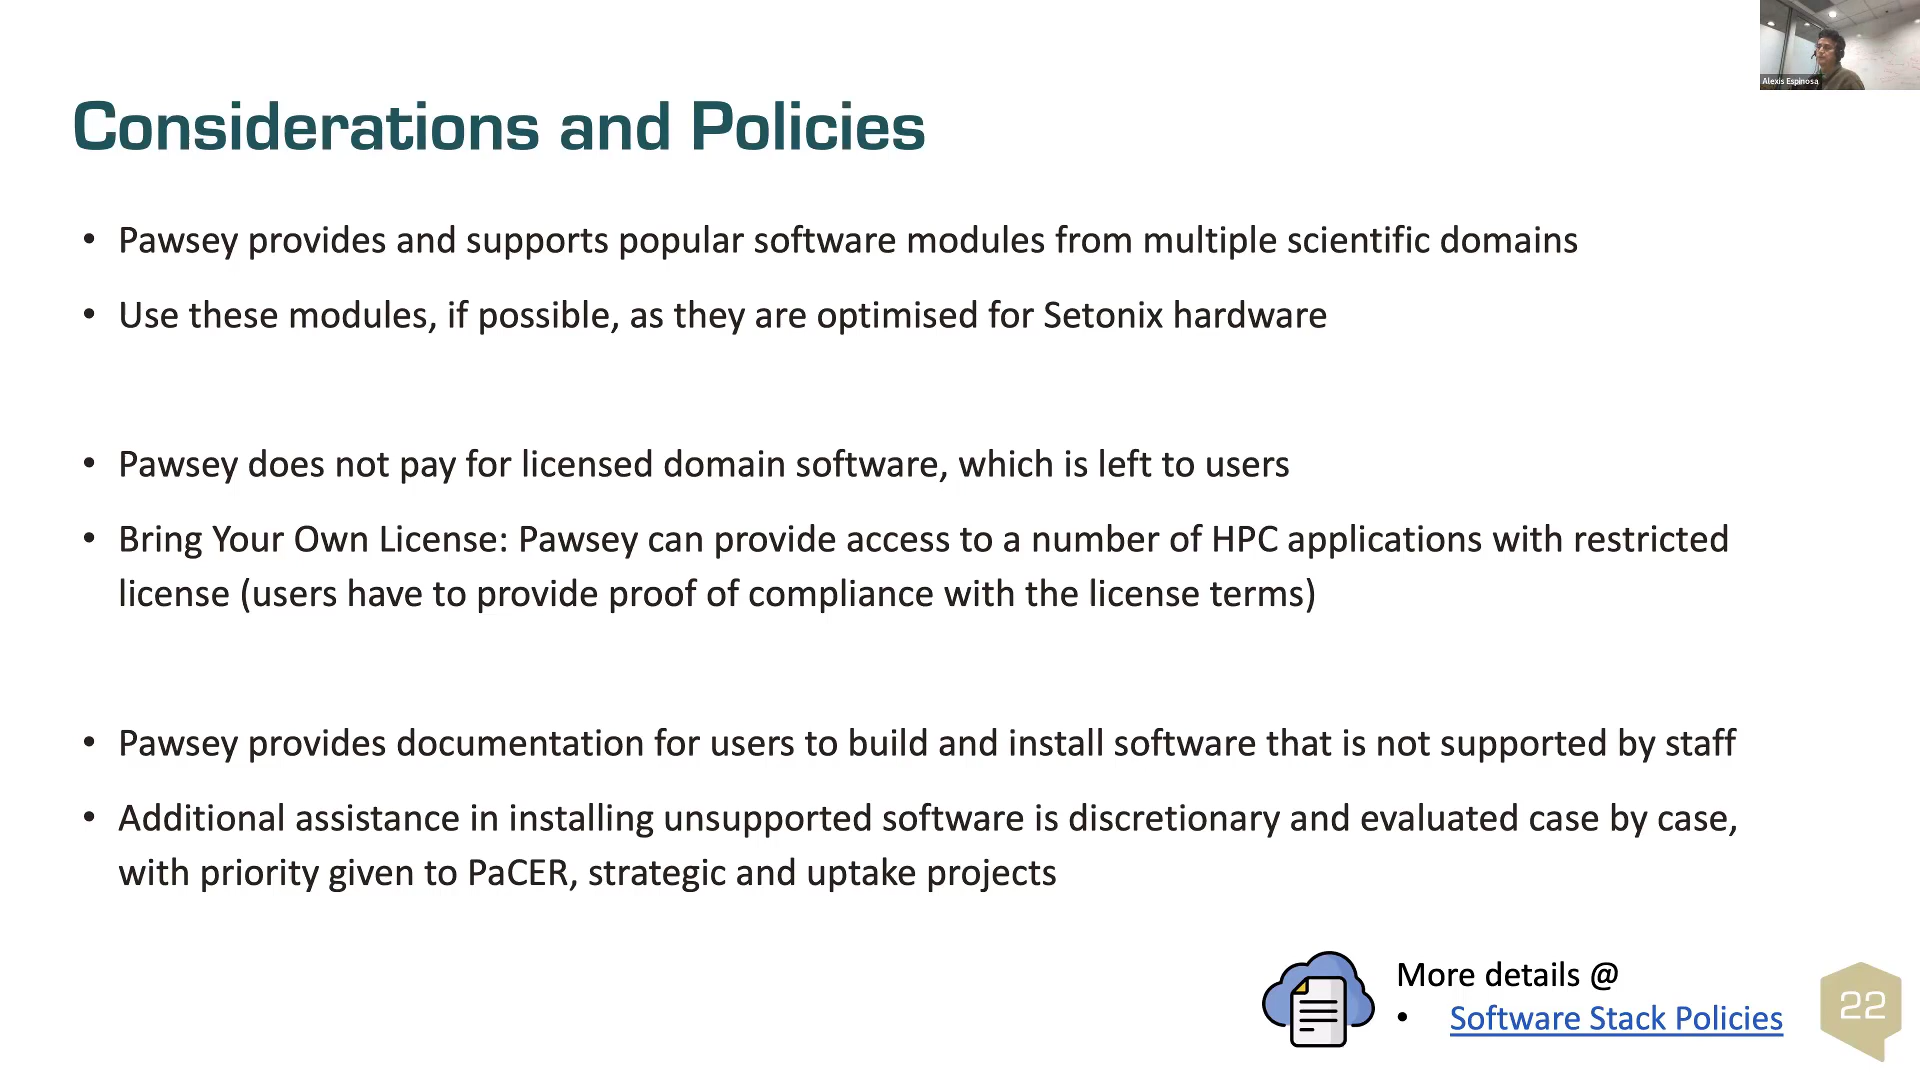 Alexis Espinosa
Considerations and Policies
• Pawsey provides and supports popular software modules from multiple scientific domains
• Use these modules, if possible, as they are optimised for Setonix hardware
• Pawsey does not pay for licensed domain software, which is left to users
• Bring Your Own License: Pawsey can provide access to a number of HPC applications with restricted
license (users have to provide proof of compliance with the license terms)
• Pawsey provides documentation for users to build and install software that is not supported by staff
• Additional assistance in installing unsupported software is discretionary and evaluated case by case,
with priority given to PaCER, strategic and uptake projects
More details @
• Software Stack Policies
22